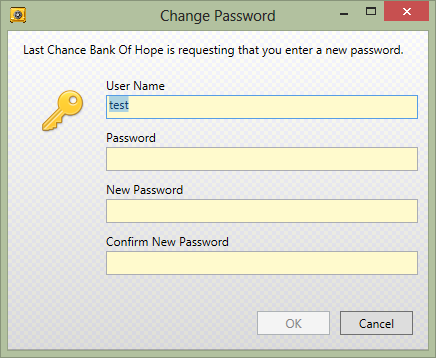 Change Password
Last Chance Bank Of Hope is requesting that you enter a new password.
User Name
test
Password
New Password
Confirm New Password
OK
Cancel